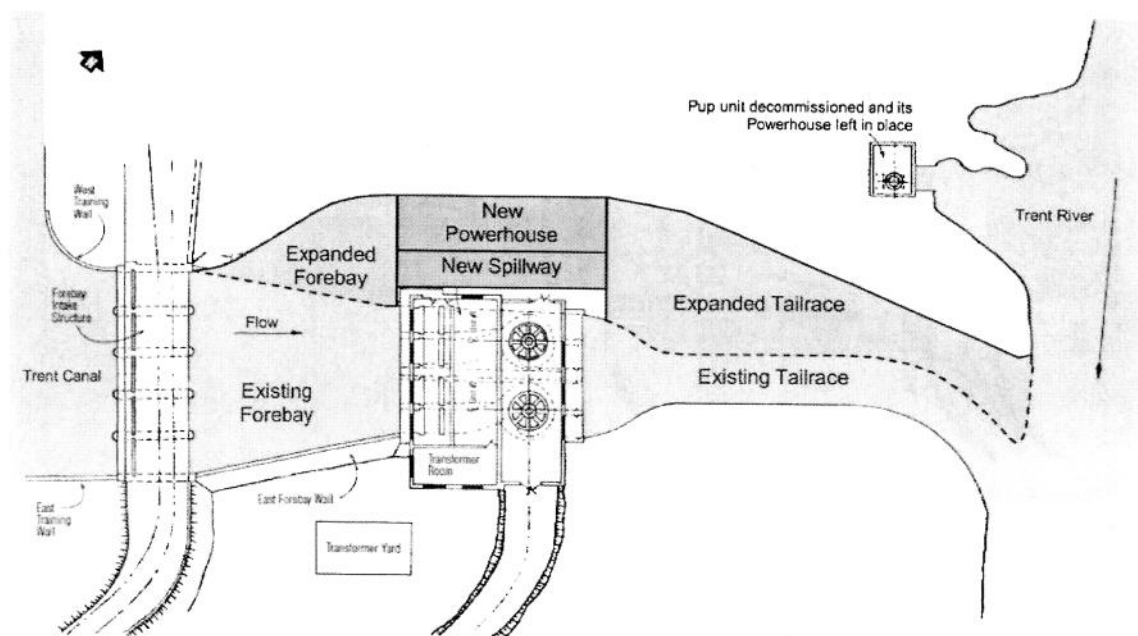 Pup unit decommissioned and its
Powerhouse left in place
West
Training
Wall
New
Powerhouse
Trent River
Expanded
Forebay
New Spillway
Forebay
Intake
Structure
Flow
Expanded Tailrace
Trent Canal
Existing
Forebay
Existing Tailrace
Transformer
Room
East Forebay Wall
East
Training
Wall
Transformer Yard